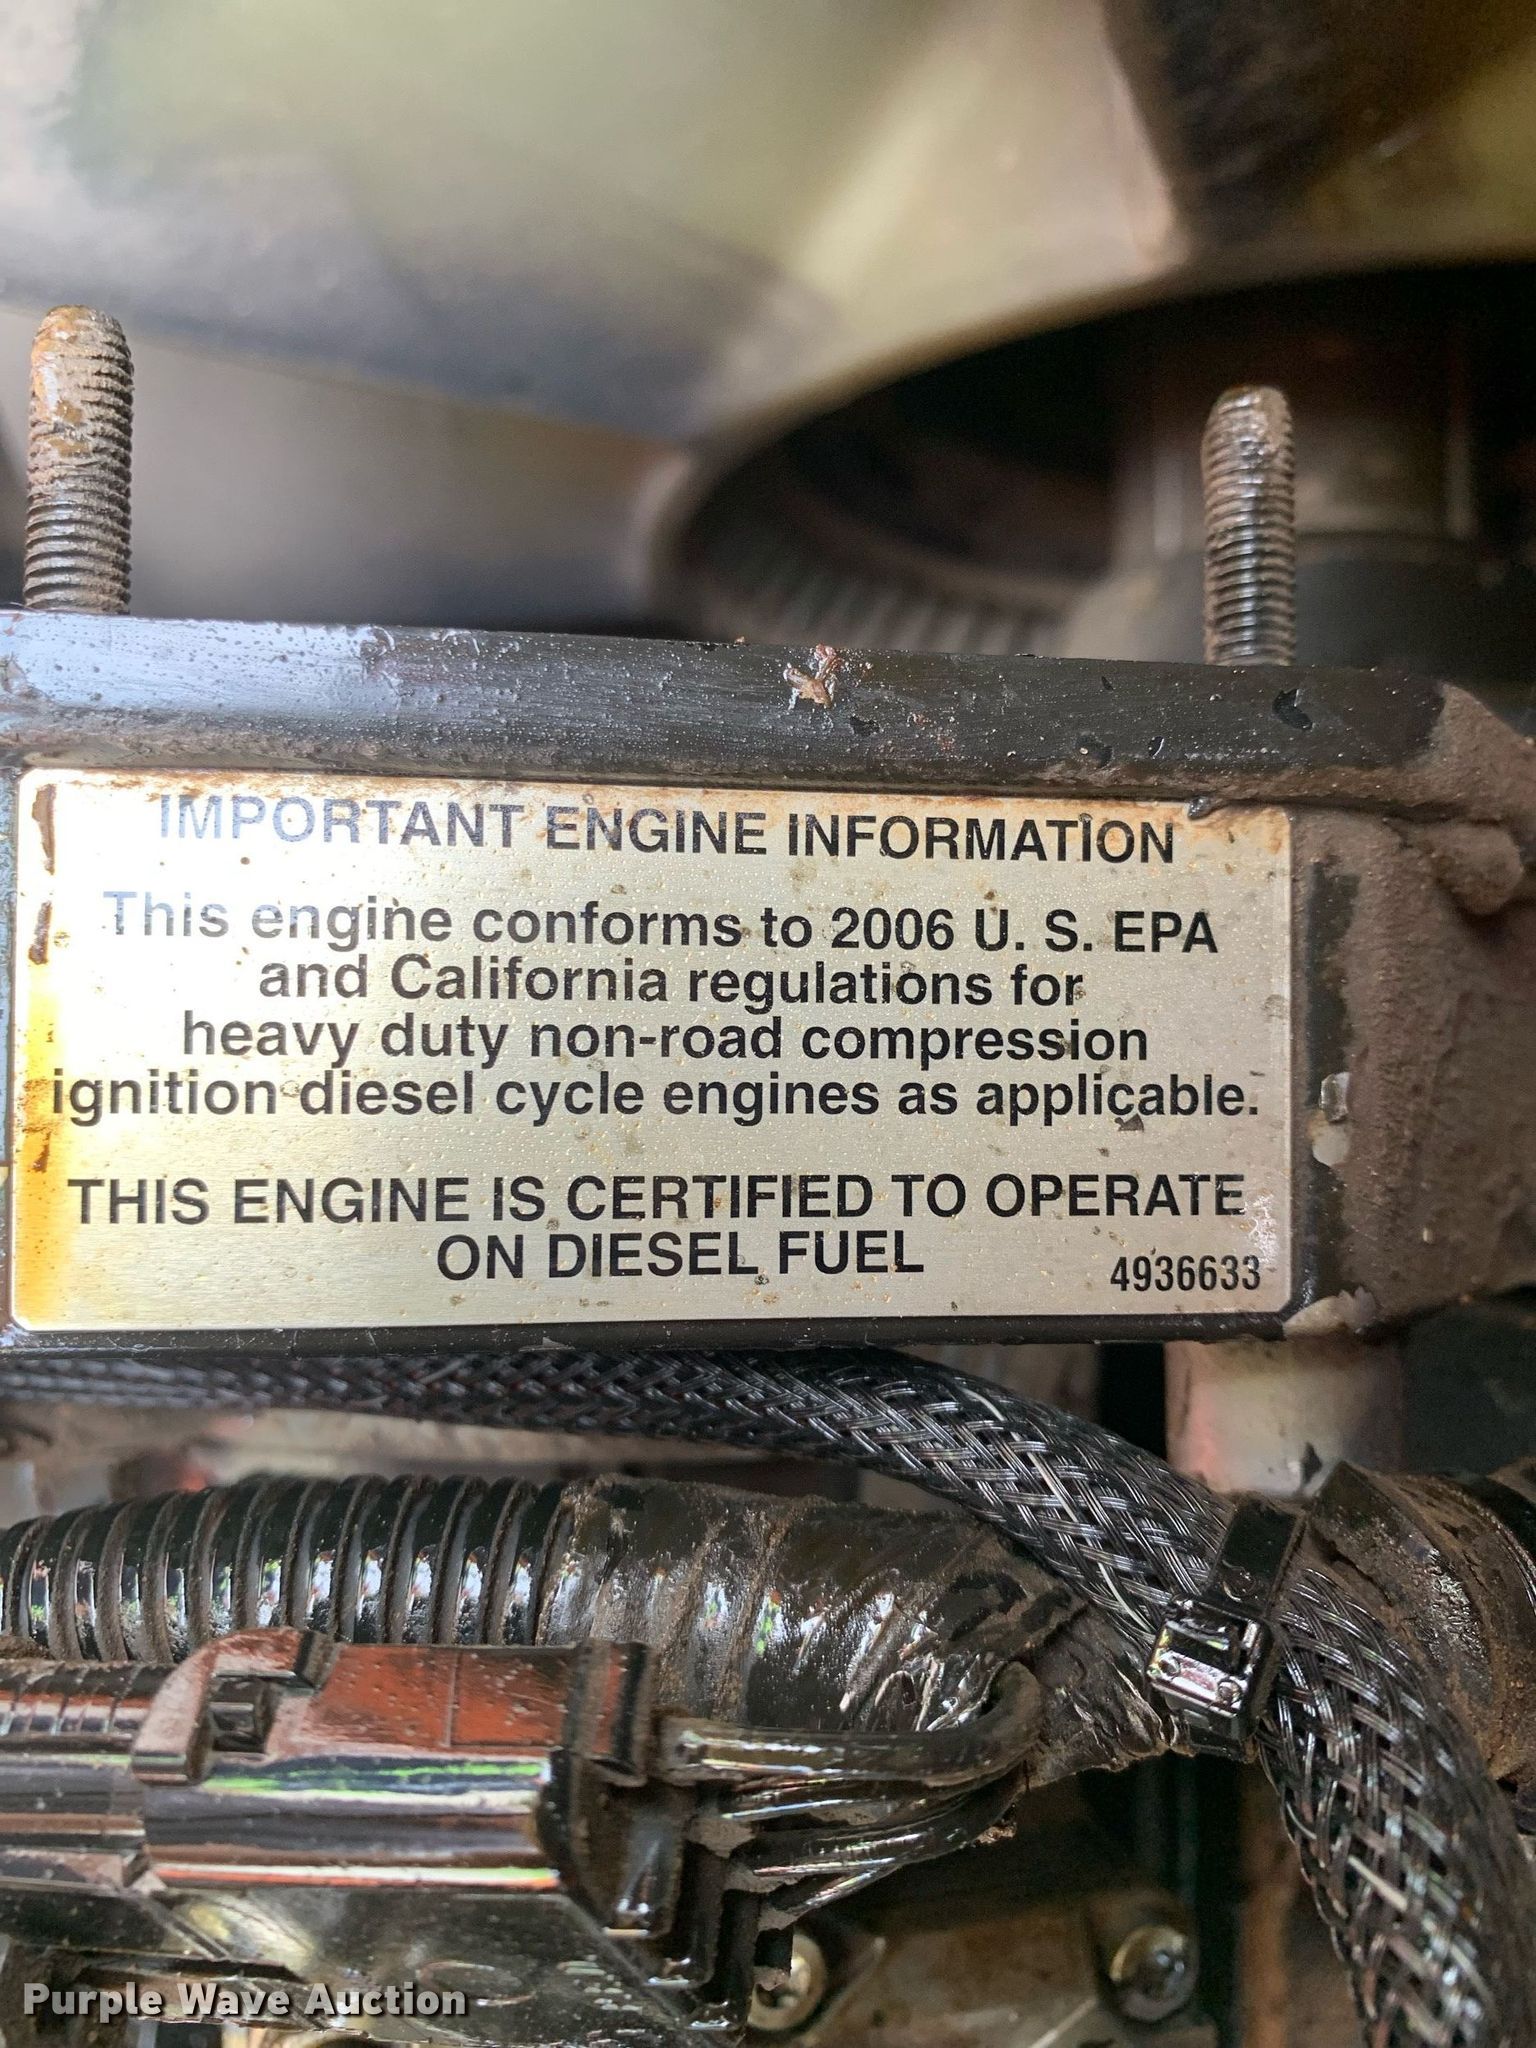 IMPORTANT ENGINE INFORMATION
This engine conforms to 2006 U. S. EPA
and California regulations for
heavy duty non-road compression
ignition diesel cycle engines as applicable.
THIS ENGINE IS CERTIFIED TO OPERATE
ON DIESEL FUEL
4936633
Purple Wave Auction